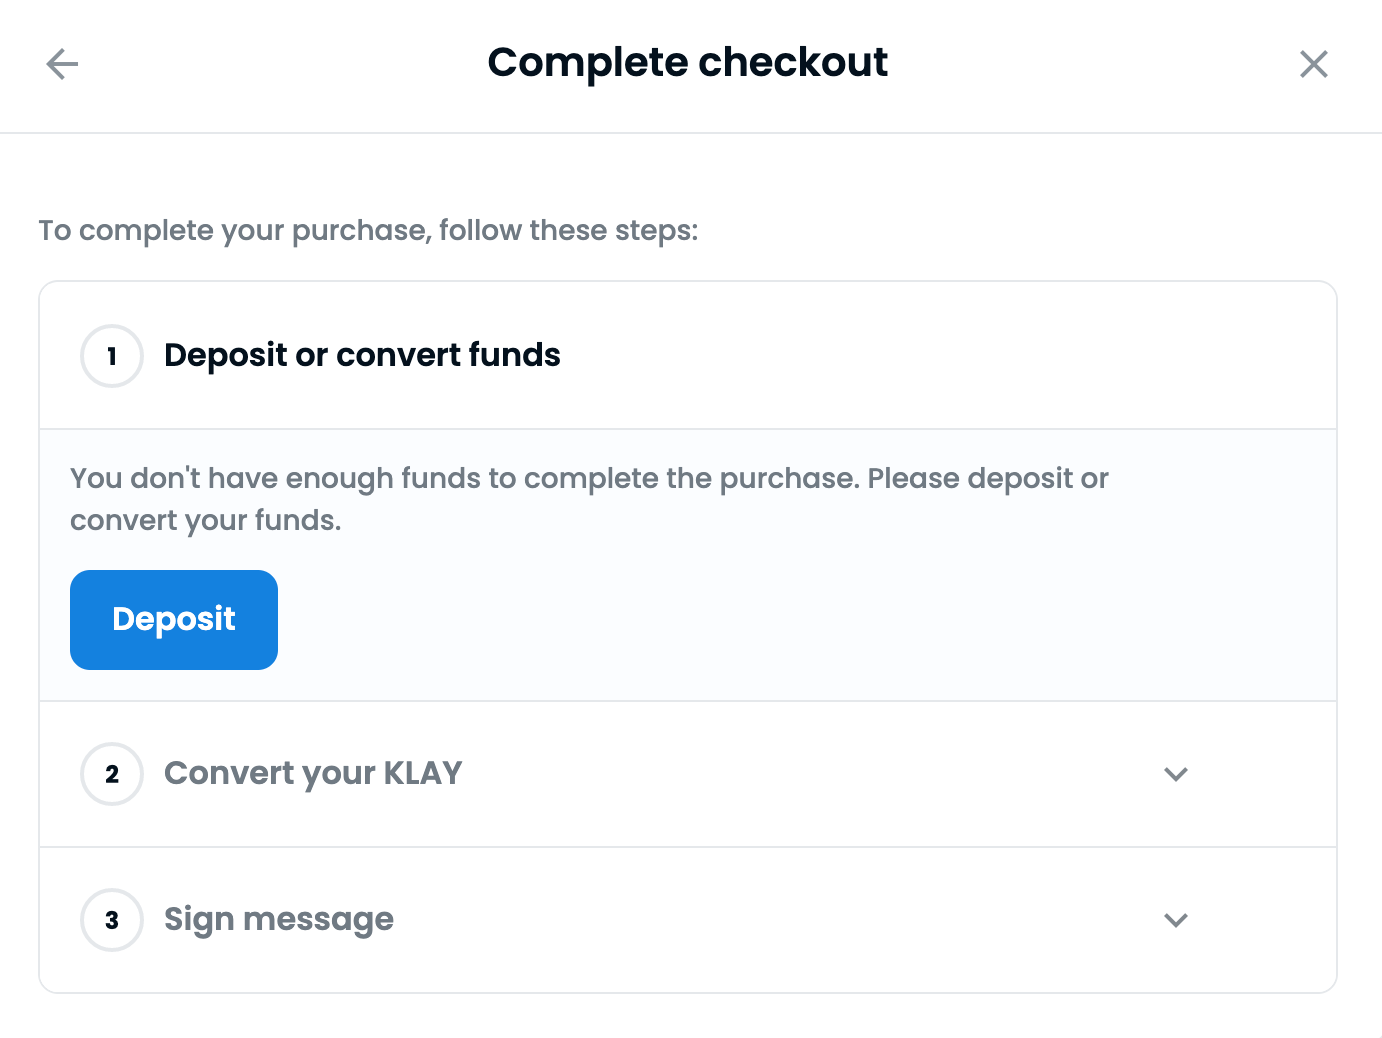 Complete checkout
To complete your purchase, follow these steps:
1 Deposit or convert funds
You don't have enough funds to complete the purchase. Please deposit or
convert your funds.
Deposit
2 Convert your KLAY
3 Sign message